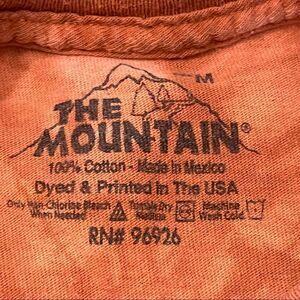 M
THE
MOUNTAIN®
100% Cotton - Made in Mexico
Dyed & Printed In The USA
Only Non-Chlorine Bleach Tumble Dry Machine
When Needed Medium Wash Cold
RN# 96926